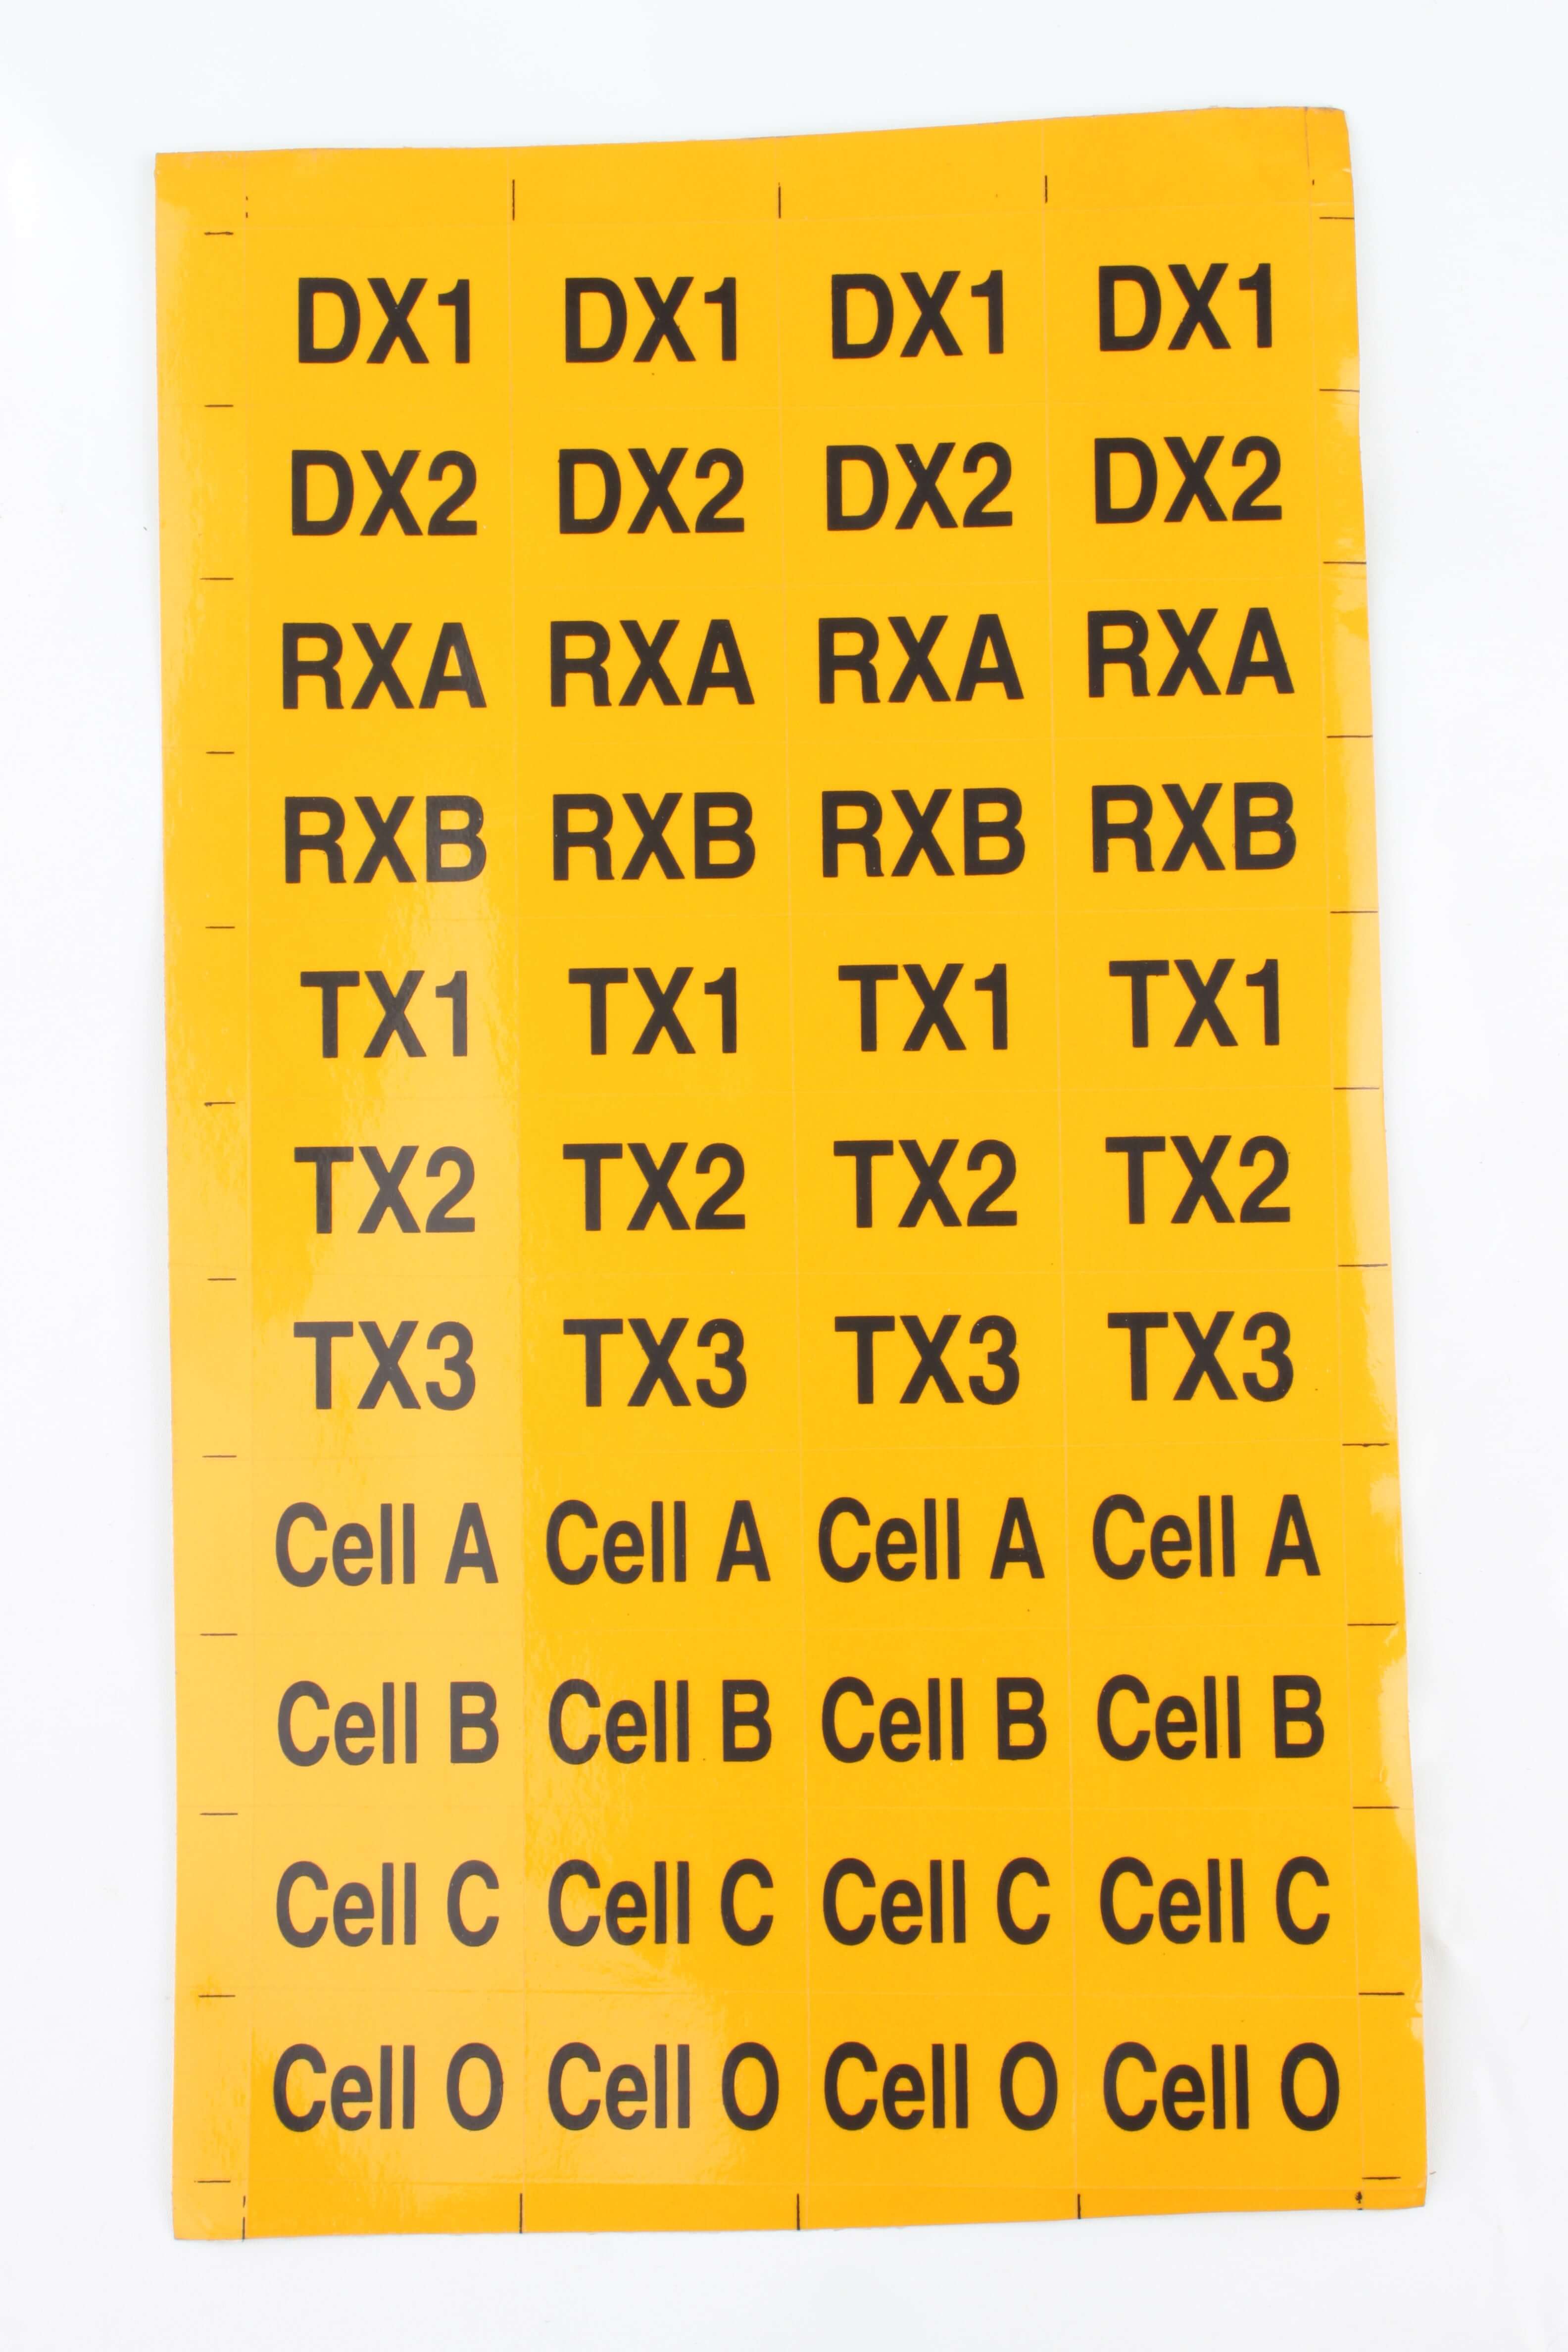 DX1 DX1 DX1 DX1
DX2 DX2 DX2 DX2
RXA RXA RXA RXA
RXB RXB RXB RXB
TX1 TX1 TX1 TX1
TX2 TX2 TX2 TX2
TX3 TX3 TX3 TX3
Cell A Cell A Cell A Cell A
Cell B Cell B Cell B Cell B
Cell C Cell C Cell C Cell C
Cell O Cell O Cell O Cell O